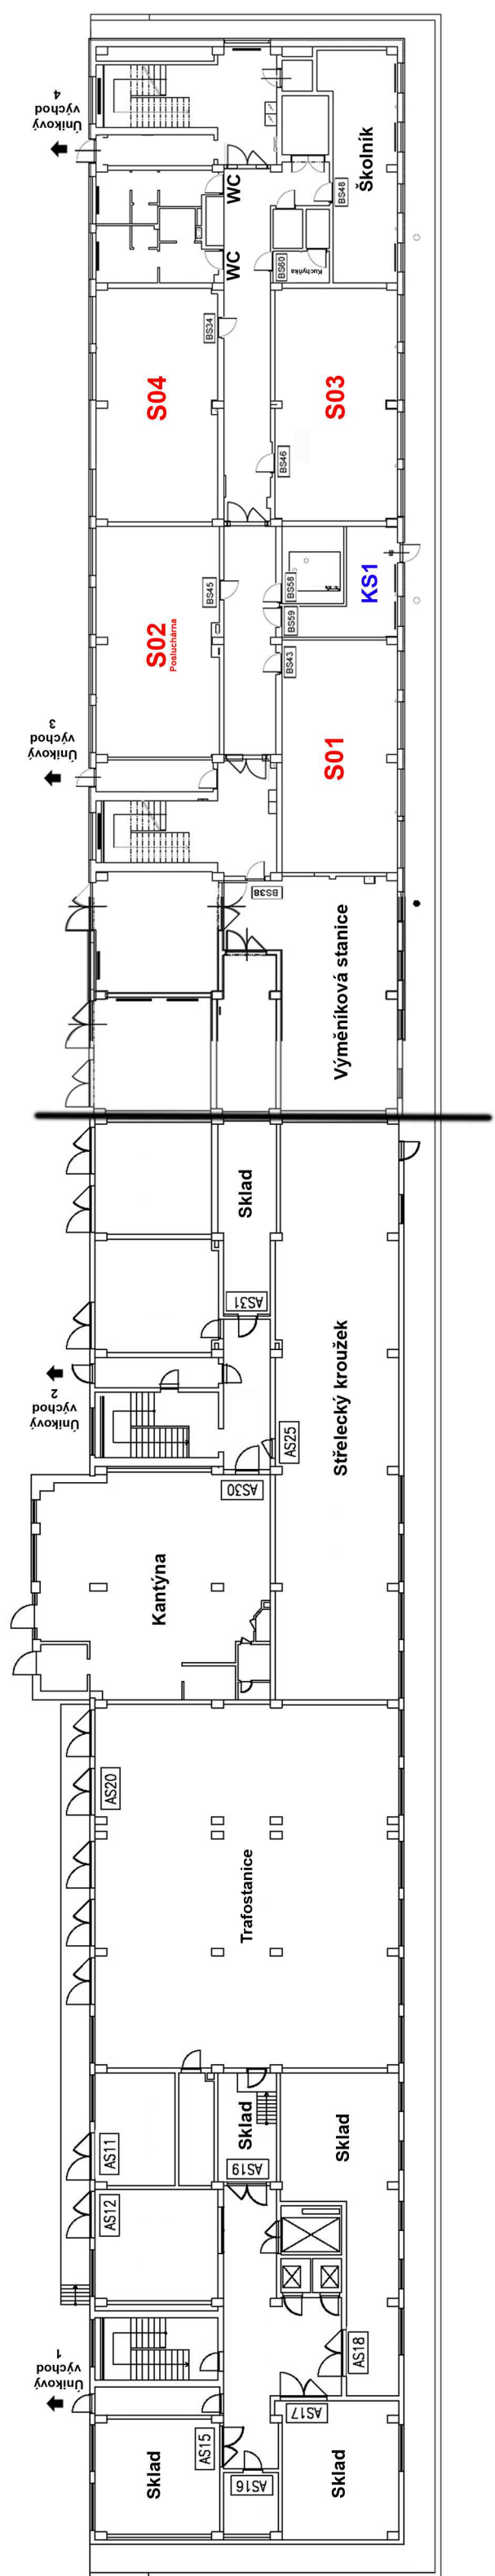 4
Únikový
východ
Školník
BS48
WC
WC
BS60
Kuchyňka
BS34
S04
S03
BS46
BS45
BS58
KS1
BS59
S02
Posluchárna
BS43
Únikový
východ
3
S01
BS38
Výměníková stanice
Sklad
AS31
Střelecký kroužek
Únikový
východ
2
AS25
AS30
Kantýna
AS20
Trafostanice
AS11
Sklad
AS19
Sklad
AS12
Únikový
východ
1
AS18
AS17
AS15
Sklad
AS16
Sklad